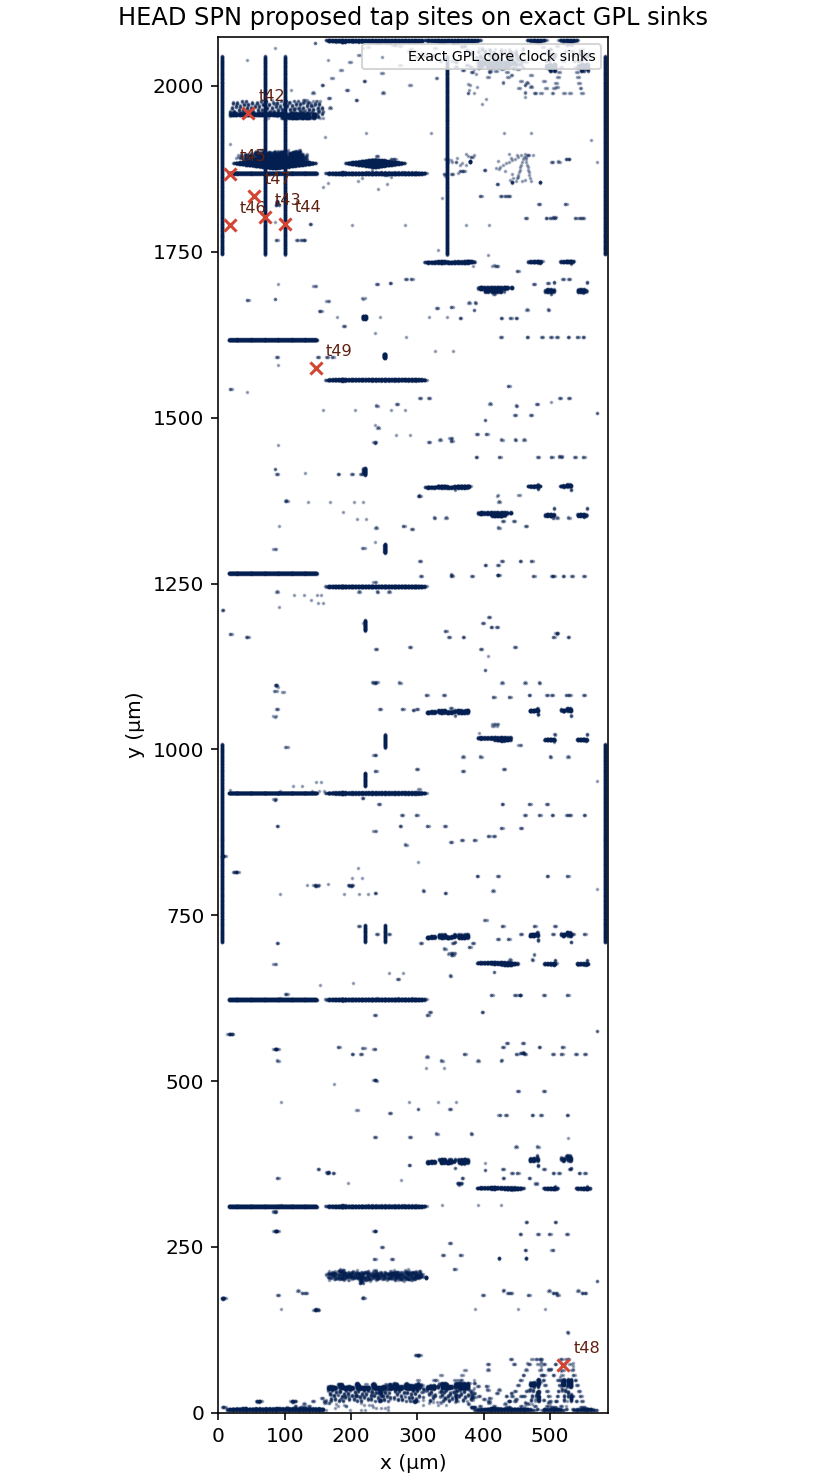 HEAD SPN proposed tap sites on exact GPL sinks
Exact GPL core clock sinks
2000
1750
1500
1250
1000
750
500
250
0
y (μm)
t42
t45
t47
t43
t46
t44
t49
t48
0 100 200 300 400 500
x (μm)